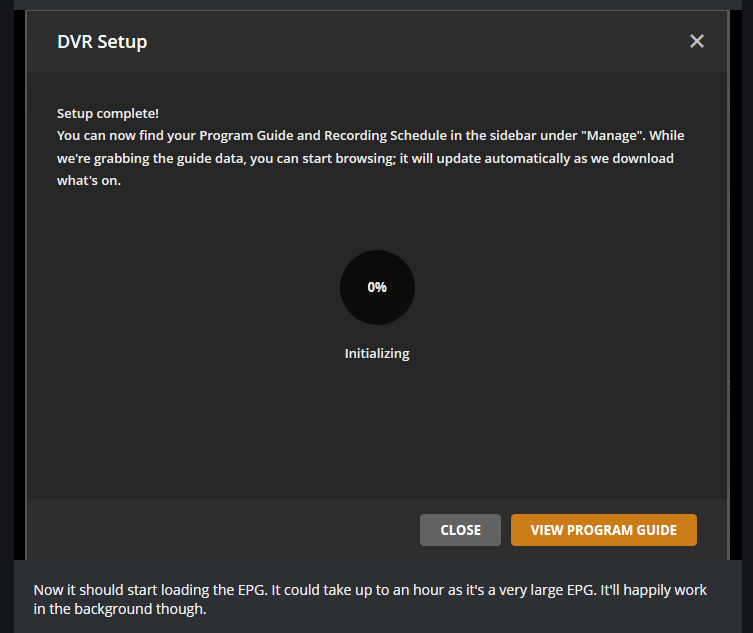 DVR Setup
Setup complete!
You can now find your Program Guide and Recording Schedule in the sidebar under "Manage". While
we're grabbing the guide data, you can start browsing; it will update automatically as we download
what's on.
0%
Initializing
CLOSE
VIEW PROGRAM GUIDE
Now it should start loading the EPG. It could take up to an hour as it's a very large EPG. It'll happily work
in the background though.